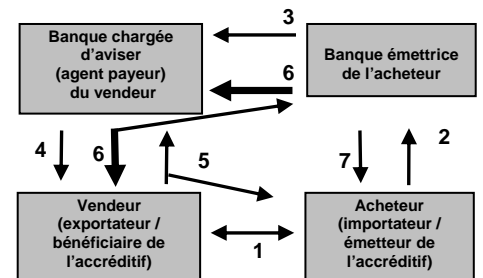 3
Banque chargée
d'aviser
(agent payeur)
du vendeur
Banque émettrice
de l'acheteur
6
4
6
5
7
2
Vendeur
(exportateur /
bénéficiaire de
l'accréditif)
1
Acheteur
(importateur /
émetteur de
l'accréditif)